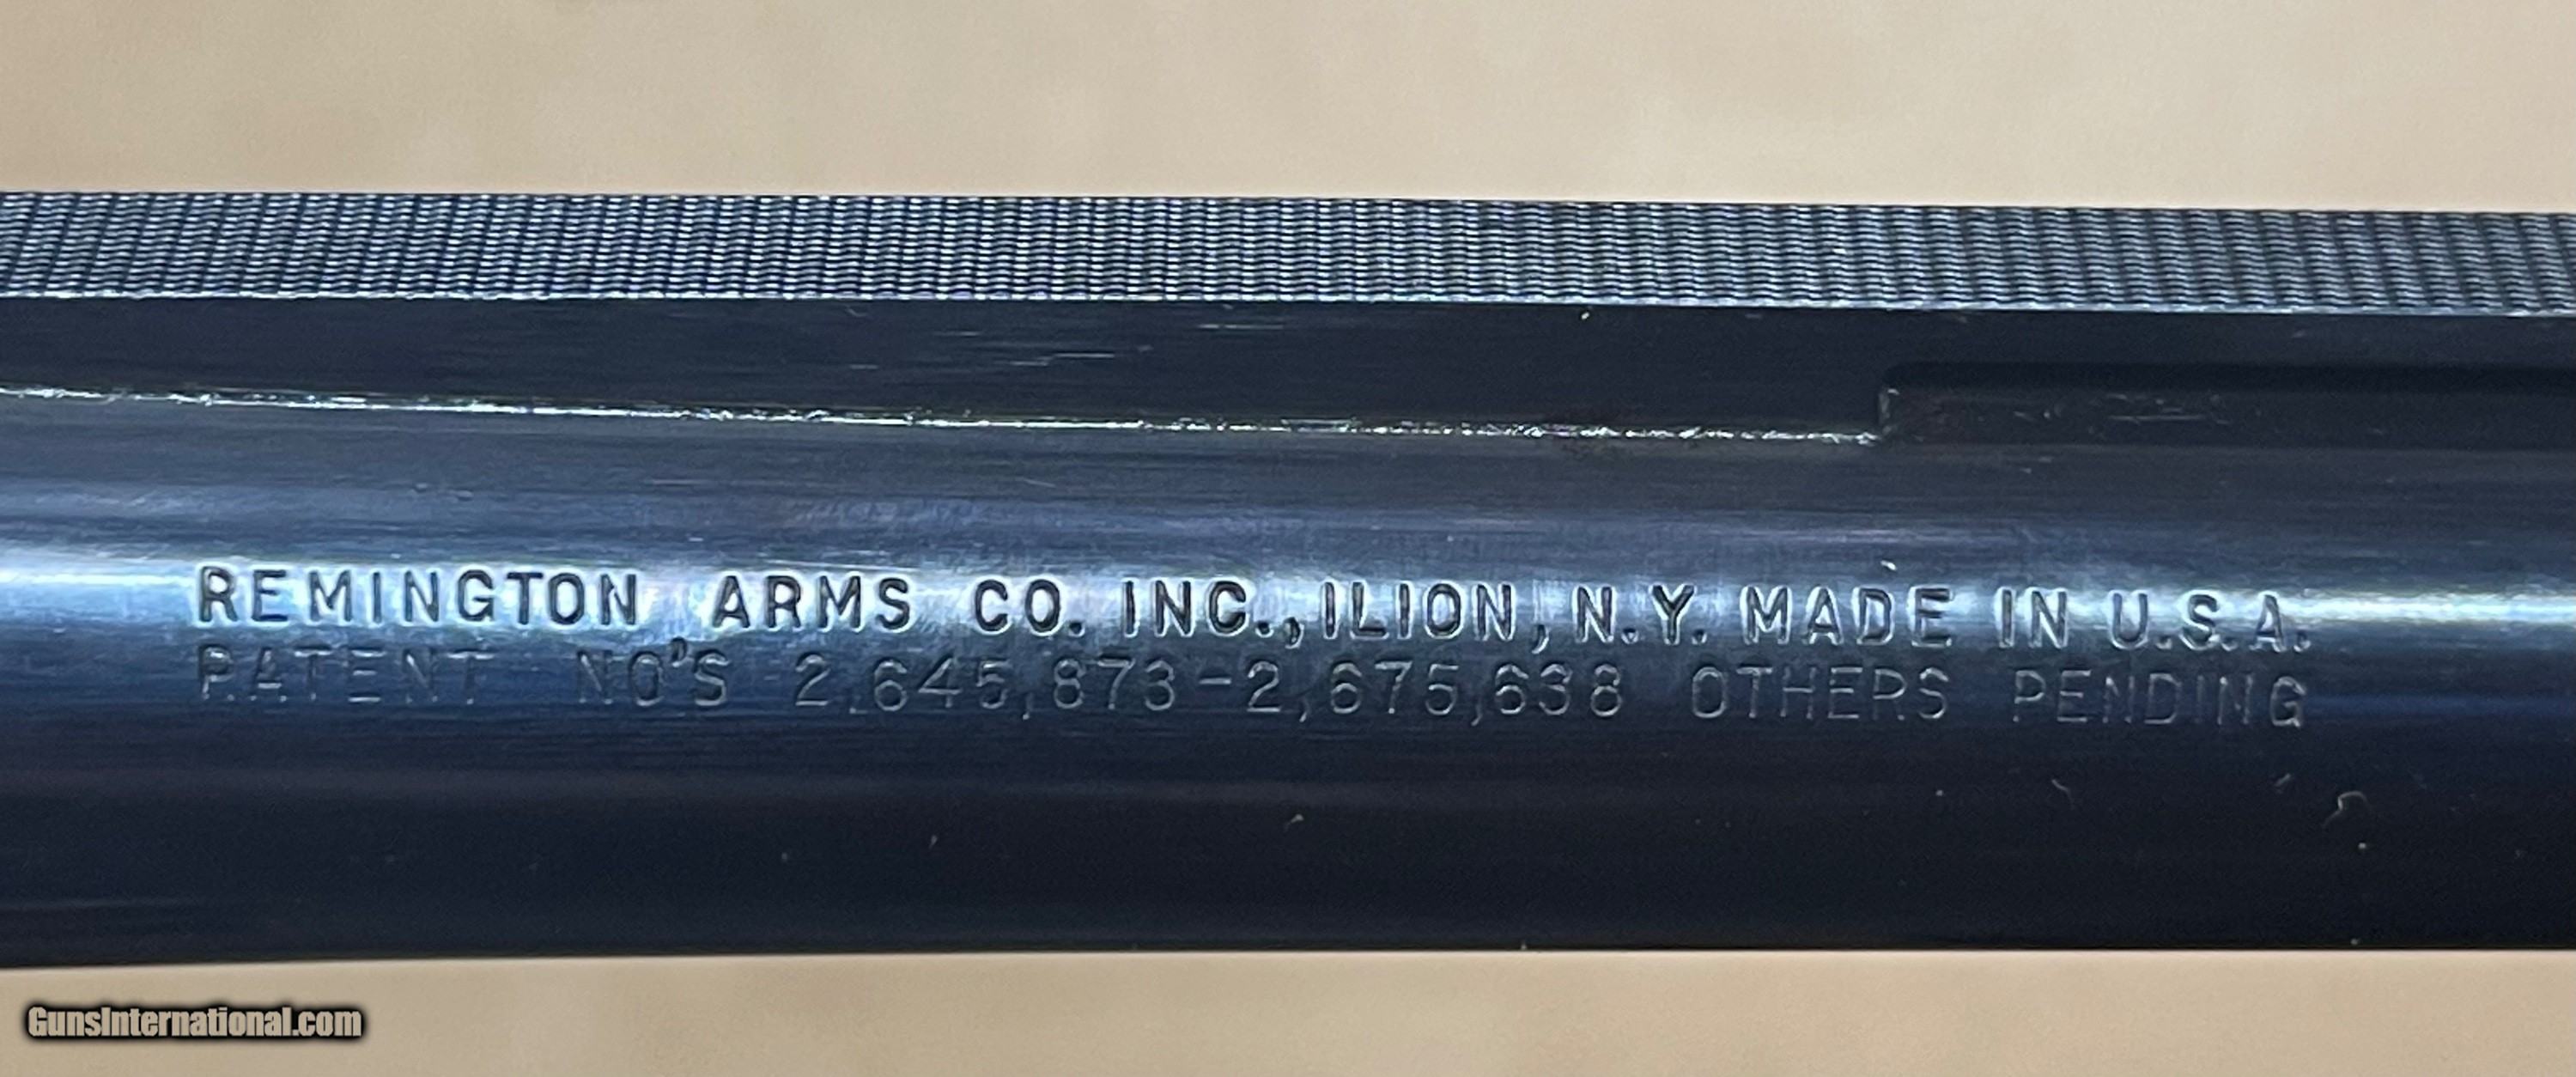 REMINGTON ARMS CO. INC., ILION, N.Y. MADE IN U.S.A.
PATENT NO'S 2,645,873-2,675,638 OTHERS PENDING
GunsInternational.com